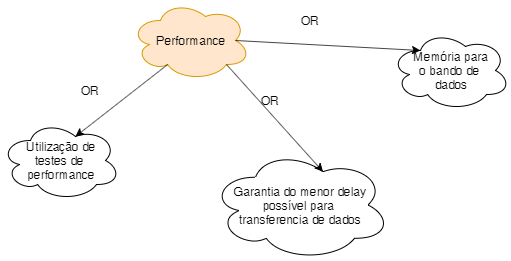 OR
Performance
Memória para
o bando de
dados
OR
OR
Utilização de
testes de
performance
Garantia do menor delay
possível para
transferencia de dados